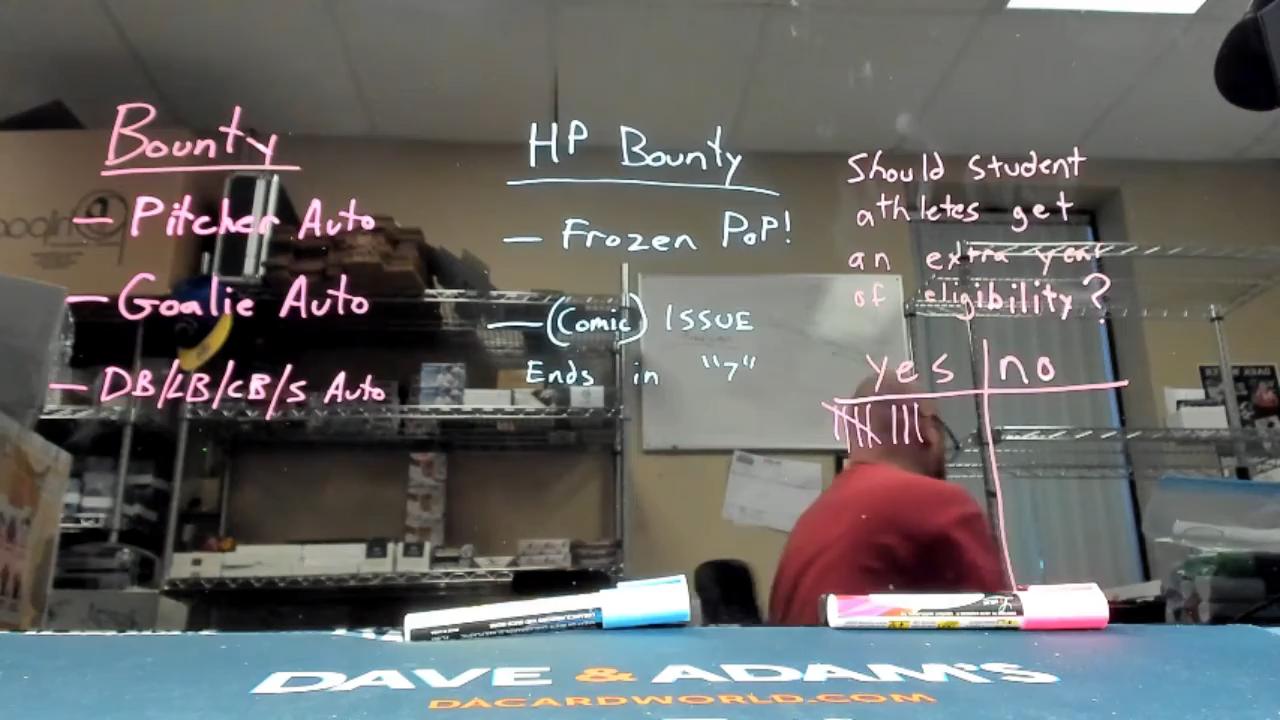 Bounty
- Pitcher Auto
- Goalie Auto
- DB/LB/CB/S Auto
HP Bounty
- Frozen PoP!
- (Comic) ISSUE
Ends in "7"
Should student
athletes get
an extra year
of eligibility?
yes no
DAVE & ADAM'S
DACARDWORLD.COM